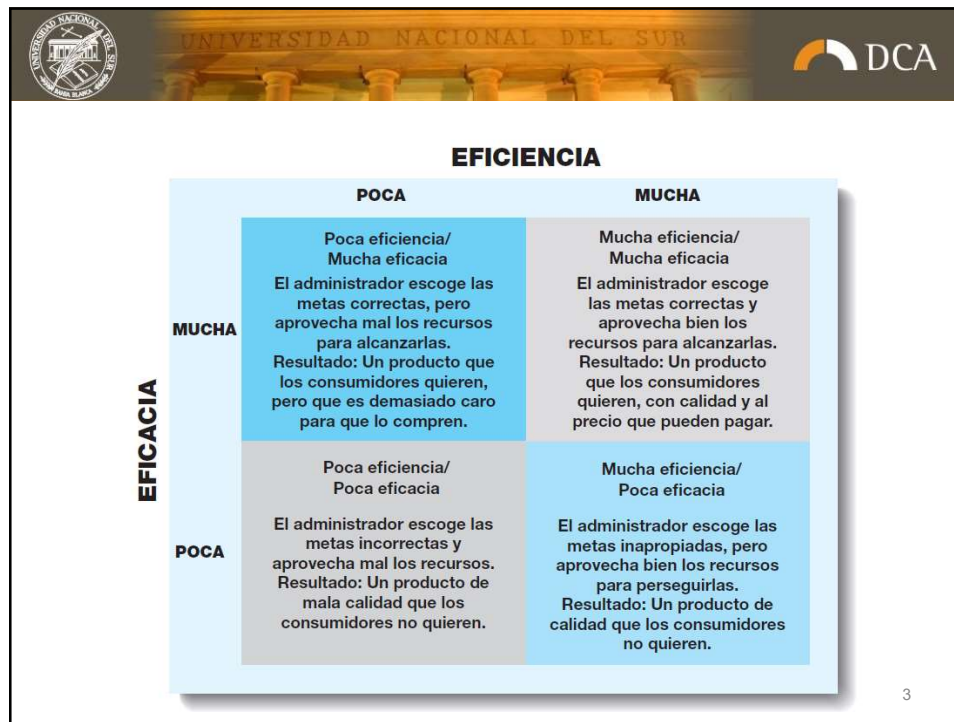 UNIVERSIDAD NACIONAL DEL SUR
UNIVERSIDAD NACIONAL DEL SUR
DCA
EFICIENCIA
POCA
MUCHA
EFICACIA
MUCHA
Poca eficiencia/
Mucha eficacia
El administrador escoge las
metas correctas, pero
aprovecha mal los recursos
para alcanzarlas.
Resultado: Un producto que
los consumidores quieren,
pero que es demasiado caro
para que lo compren.
Mucha eficiencia/
Mucha eficacia
El administrador escoge
las metas correctas y
aprovecha bien los
recursos para alcanzarlas.
Resultado: Un producto
que los consumidores
quieren, con calidad y al
precio que pueden pagar.
POCA
Poca eficiencia/
Poca eficacia
El administrador escoge las
metas incorrectas y
aprovecha mal los recursos.
Resultado: Un producto de
mala calidad que los
consumidores no quieren.
Mucha eficiencia/
Poca eficacia
El administrador escoge las
metas inapropiadas, pero
aprovecha bien los recursos
para perseguirlas.
Resultado: Un producto de
calidad que los consumidores
no quieren.
3